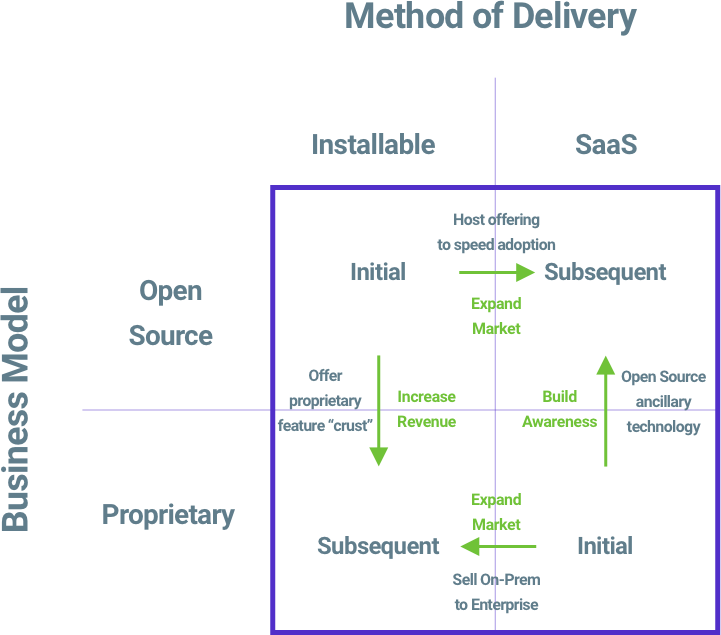 Method of Delivery
Installable
SaaS
Business Model
Open
Source
Proprietary
Host offering
to speed adoption
Initial
Subsequent
Expand
Market
Offer
proprietary
feature “crust”
Increase
Revenue
Build
Awareness
Open Source
ancillary
technology
Expand
Market
Subsequent
Initial
Sell On-Prem
to Enterprise